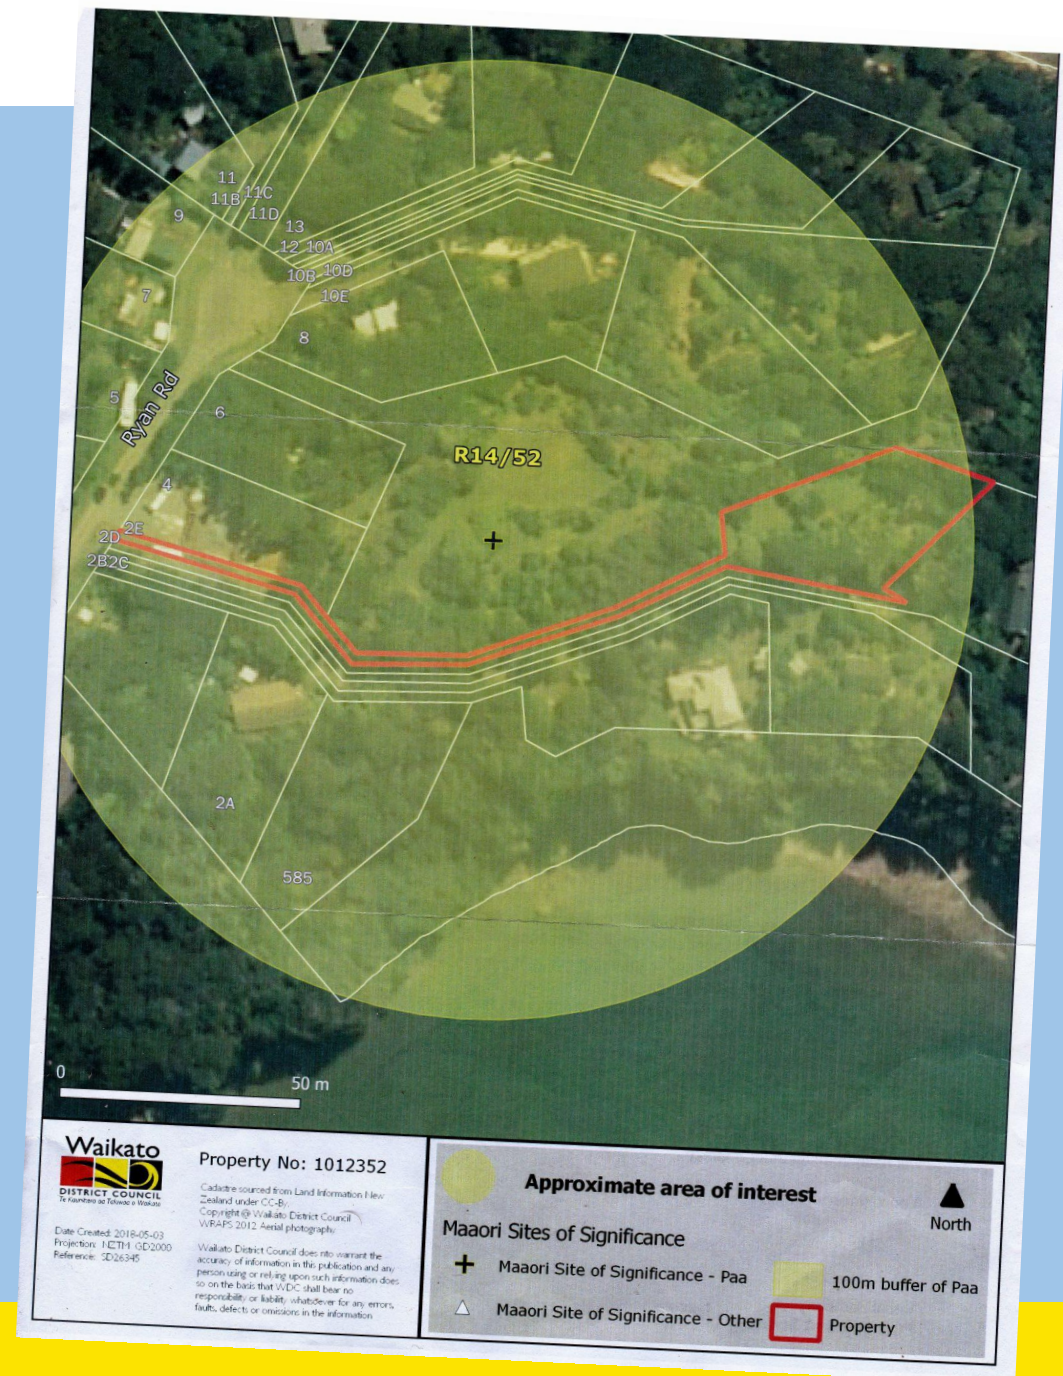 11
11B 11C
11D
9
13
12 10A
10B 10D
10E
7
8
5
Ryan Rd
6
R14/52
4
2E
2D
2B 2C
2A
585
0
50 m
Waikato
DISTRICT COUNCIL
Property No: 1012352
Cadastre sourced from Land Information New
Zealand under CC-By.
Copyright @ Waikato District Council
WRAPS 2012 Aerial photography
Date Created: 2018-05-03
Projection: NZTM GD2000
Reference: SD26345
Waikato District Council does nto warrant the
accuracy of information in this publication and any
person using or relying upon such information does
so on the basis that WDC shall bear no
responsibility or liability whatsoever for any errors,
faults, defects or omissions in the information
Approximate area of interest
North
Maaori Sites of Significance
Maaori Site of Significance - Paa
100m buffer of Paa
Maaori Site of Significance - Other
Property